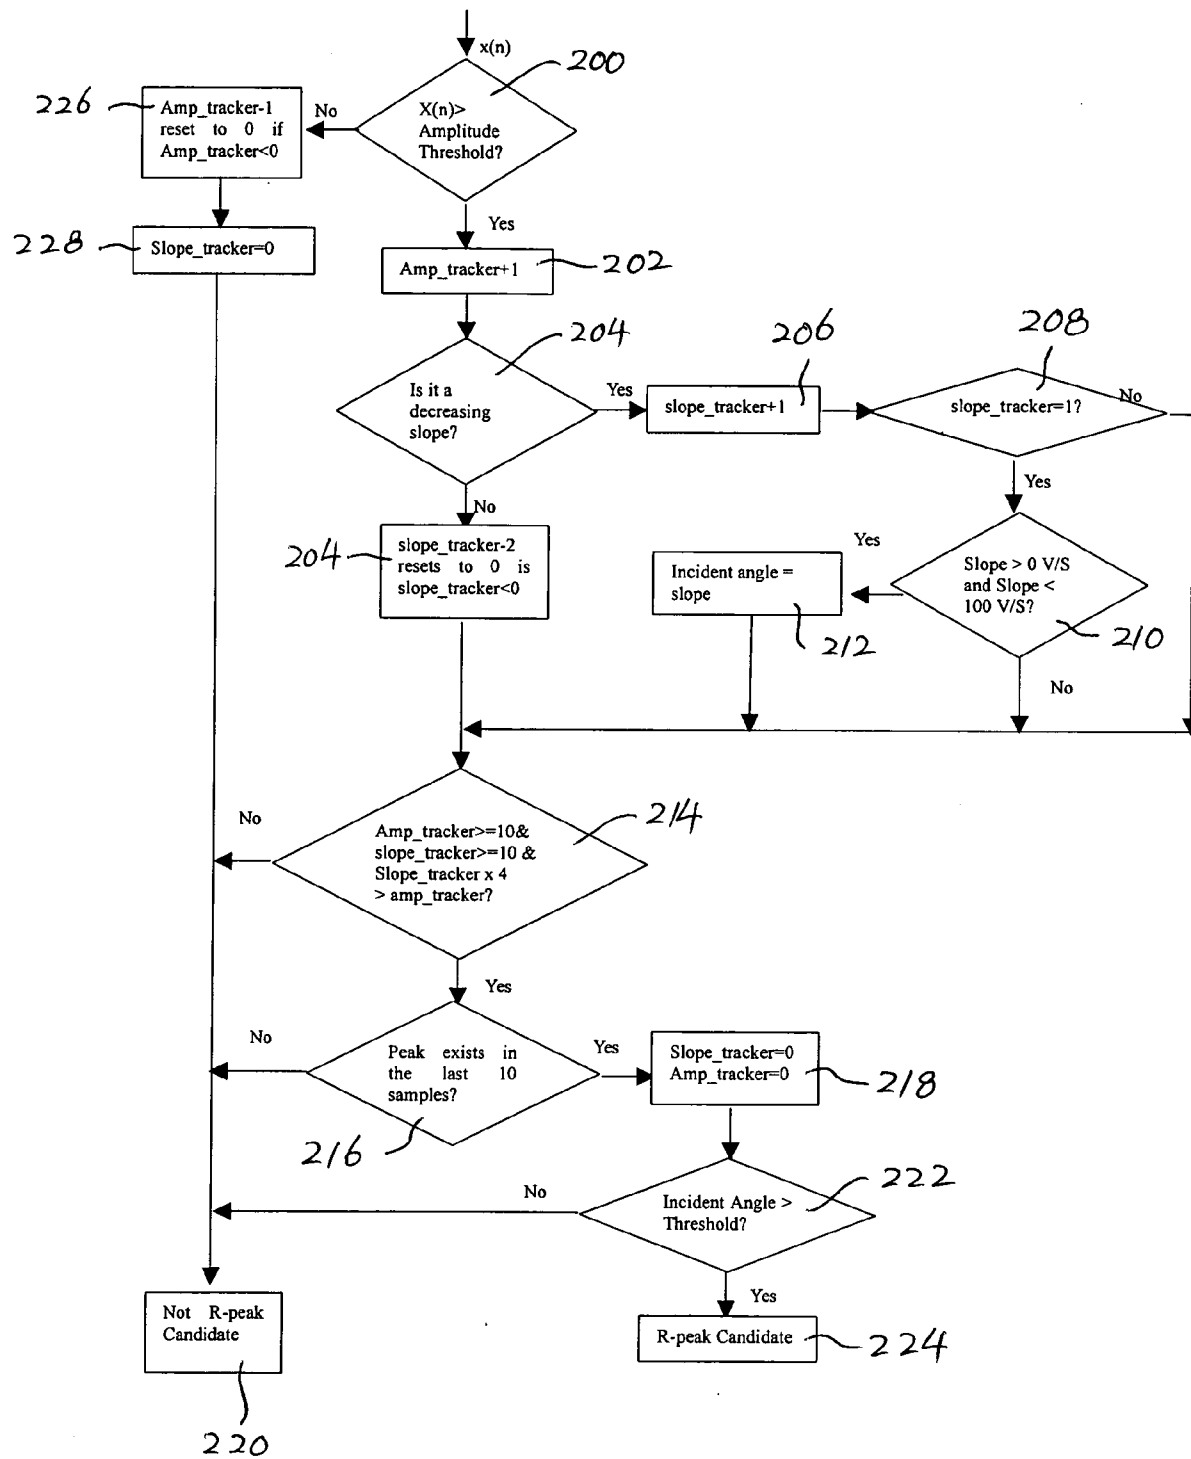 x(n)
200
X(n)>
Amplitude
Threshold?
No
226
Amp_tracker-1
reset to 0 if
Amp_tracker<0
Yes
228
Slope_tracker=0
Amp_tracker+1
202
204
Is it a
decreasing
slope?
Yes
206
slope_tracker+1
208
slope_tracker=1?
No
Yes
No
204
slope_tracker-2
resets to 0 is
slope_tracker<0
Slope > 0 V/S
and Slope <
100 V/S?
210
Yes
Incident angle =
slope
212
No
214
Amp_tracker>=10&
slope_tracker>=10 &
Slope_tracker x 4
> amp_tracker?
No
Yes
Peak exists in
the last 10
samples?
216
No
Yes
Slope_tracker=0
Amp_tracker=0
218
222
Incident Angle >
Threshold?
No
Yes
Not R-peak
Candidate
220
R-peak Candidate
224